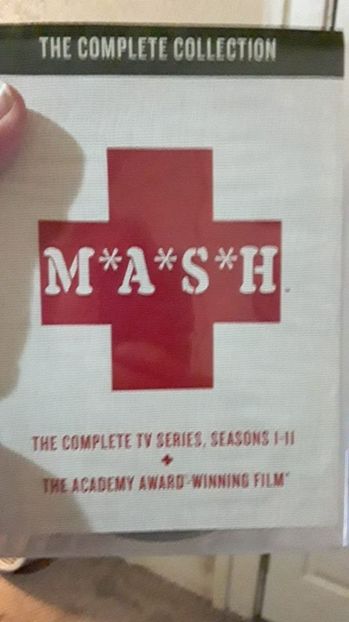 THE COMPLETE COLLECTION
M*A*S*H
THE COMPLETE TV SERIES, SEASONS 1-11
+
THE ACADEMY AWARD®-WINNING FILM*